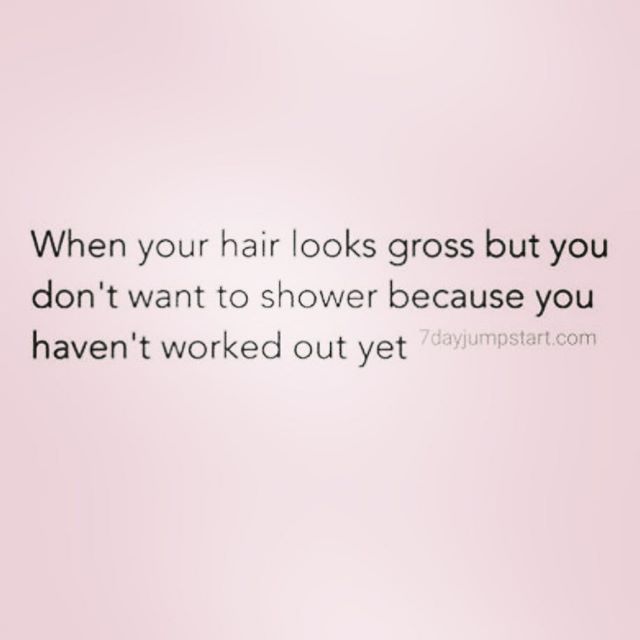 When your hair looks gross but you
don't want to shower because you
haven't worked out yet 7dayjumpstart.com